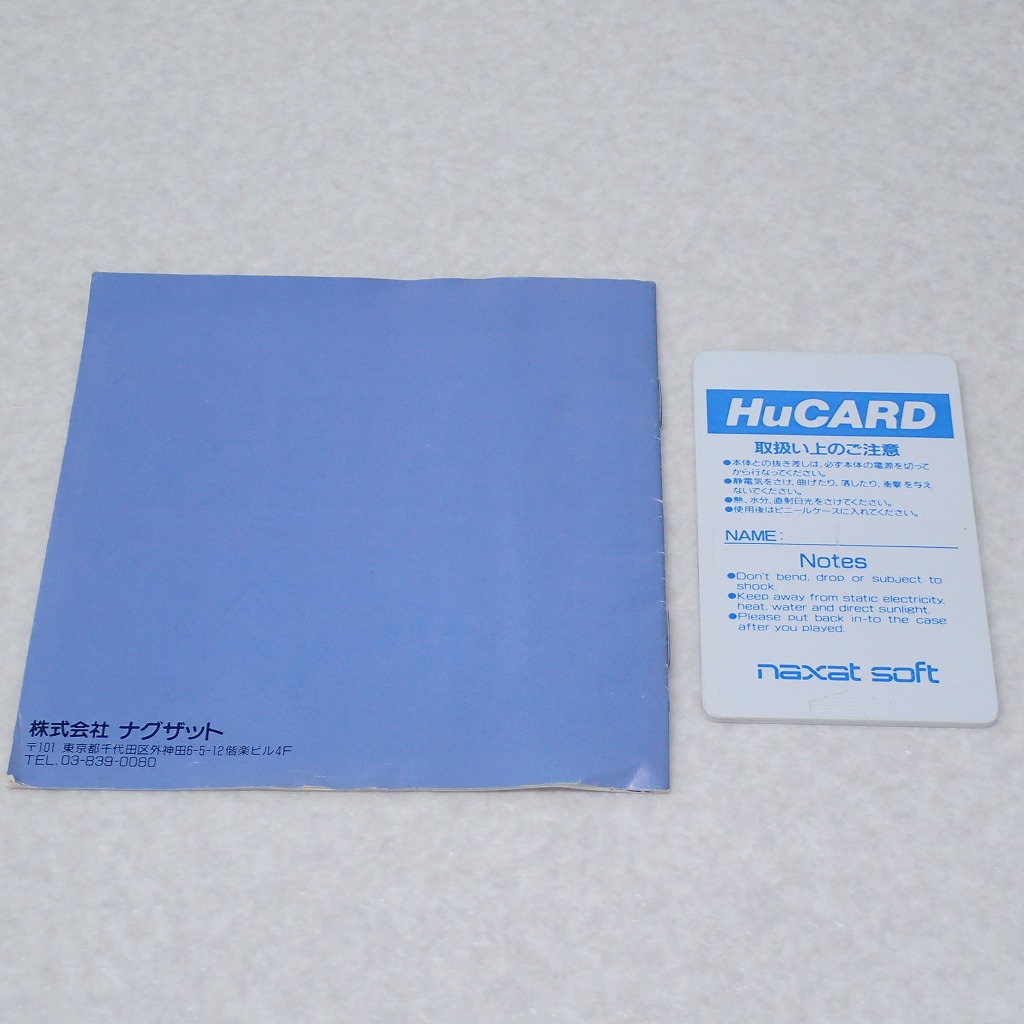 株式会社 ナグザット
〒101 東京都千代田区外神田6-5-12偕楽ビル4F
TEL.03-839-0080
HuCARD
取扱い上のご注意
●本体との抜き差しは、必ず本体の電源を切って
から行なってください。
●静電気をさけ、曲げたり、落したり、衝撃を与え
ないでください。
●熱、水分、直射日光をさけてください。
●使用後はビニールケースに入れてください。
NAME:
Notes
●Don't bend, drop or subject to
shock.
●Keep away from static electricity,
heat, water and direct sunlight.
●Please put back in-to the case
after you played.
naxat soft